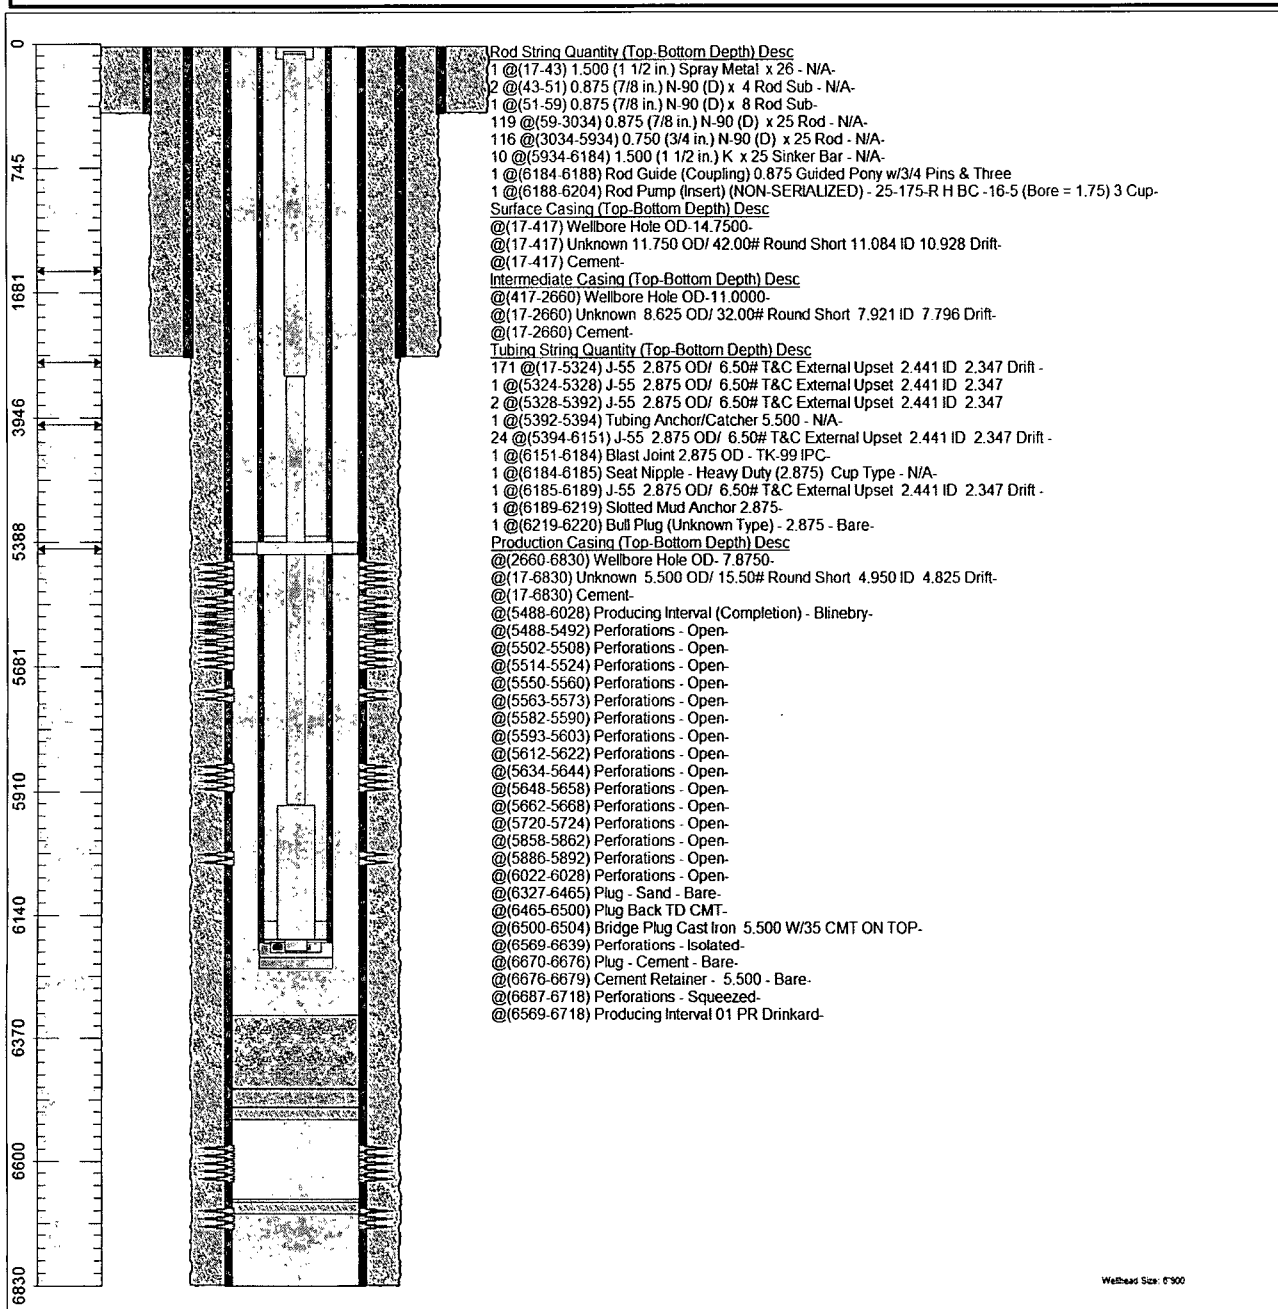 0
745
1681
3946
5388
5681
5910
6140
6370
6600
6830
Rod String Quantity (Top-Bottom Depth) Desc
1 @(17-43) 1.500 (1 1/2 in.) Spray Metal x 26 - N/A-
2 @(43-51) 0.875 (7/8 in.) N-90 (D) x 4 Rod Sub - N/A-
1 @(51-59) 0.875 (7/8 in.) N-90 (D) x 8 Rod Sub-
119 @(59-3034) 0.875 (7/8 in.) N-90 (D) x 25 Rod - N/A-
116 @(3034-5934) 0.750 (3/4 in.) N-90 (D) x 25 Rod - N/A-
10 @(5934-6184) 1.500 (1 1/2 in.) K x 25 Sinker Bar - N/A-
1 @(6184-6188) Rod Guide (Coupling) 0.875 Guided Pony w/3/4 Pins & Three
1 @(6188-6204) Rod Pump (Insert) (NON-SERIALIZED) - 25-175-R H BC -16-5 (Bore = 1.75) 3 Cup-
Surface Casing (Top-Bottom Depth) Desc
@(17-417) Wellbore Hole OD-14.7500-
@(17-417) Unknown 11.750 OD/ 42.00# Round Short 11.084 ID 10.928 Drift-
@(17-417) Cement-
Intermediate Casing (Top-Bottom Depth) Desc
@(417-2660) Wellbore Hole OD-11.0000-
@(17-2660) Unknown 8.625 OD/ 32.00# Round Short 7.921 ID 7.796 Drift-
@(17-2660) Cement-
Tubing String Quantity (Top-Bottom Depth) Desc
171 @(17-5324) J-55 2.875 OD/ 6.50# T&C External Upset 2.441 ID 2.347 Drift -
1 @(5324-5328) J-55 2.875 OD/ 6.50# T&C External Upset 2.441 ID 2.347
2 @(5328-5392) J-55 2.875 OD/ 6.50# T&C External Upset 2.441 ID 2.347
1 @(5392-5394) Tubing Anchor/Catcher 5.500 - N/A-
24 @(5394-6151) J-55 2.875 OD/ 6.50# T&C External Upset 2.441 ID 2.347 Drift -
1 @(6151-6184) Blast Joint 2.875 OD - TK-99 IPC-
1 @(6184-6185) Seat Nipple - Heavy Duty (2.875) Cup Type - N/A-
1 @(6185-6189) J-55 2.875 OD/ 6.50# T&C External Upset 2.441 ID 2.347 Drift -
1 @(6189-6219) Slotted Mud Anchor 2.875-
1 @(6219-6220) Bull Plug (Unknown Type) - 2.875 - Bare-
Production Casing (Top-Bottom Depth) Desc
@(2660-6830) Wellbore Hole OD- 7.8750-
@(17-6830) Unknown 5.500 OD/ 15.50# Round Short 4.950 ID 4.825 Drift-
@(17-6830) Cement-
@(5488-6028) Producing Interval (Completion) - Blinebry-
@(5488-5492) Perforations - Open-
@(5502-5508) Perforations - Open-
@(5514-5524) Perforations - Open-
@(5550-5560) Perforations - Open-
@(5563-5573) Perforations - Open-
@(5582-5590) Perforations - Open-
@(5593-5603) Perforations - Open-
@(5612-5622) Perforations - Open-
@(5634-5644) Perforations - Open-
@(5648-5658) Perforations - Open-
@(5662-5668) Perforations - Open-
@(5720-5724) Perforations - Open-
@(5858-5862) Perforations - Open-
@(5886-5892) Perforations - Open-
@(6022-6028) Perforations - Open-
@(6327-6465) Plug - Sand - Bare-
@(6465-6500) Plug Back TD CMT-
@(6500-6504) Bridge Plug Cast Iron 5.500 W/35 CMT ON TOP-
@(6569-6639) Perforations - Isolated-
@(6670-6676) Plug - Cement - Bare-
@(6676-6679) Cement Retainer - 5.500 - Bare-
@(6687-6718) Perforations - Squeezed-
@(6569-6718) Producing Interval 01 PR Drinkard-
Wellhead Size: